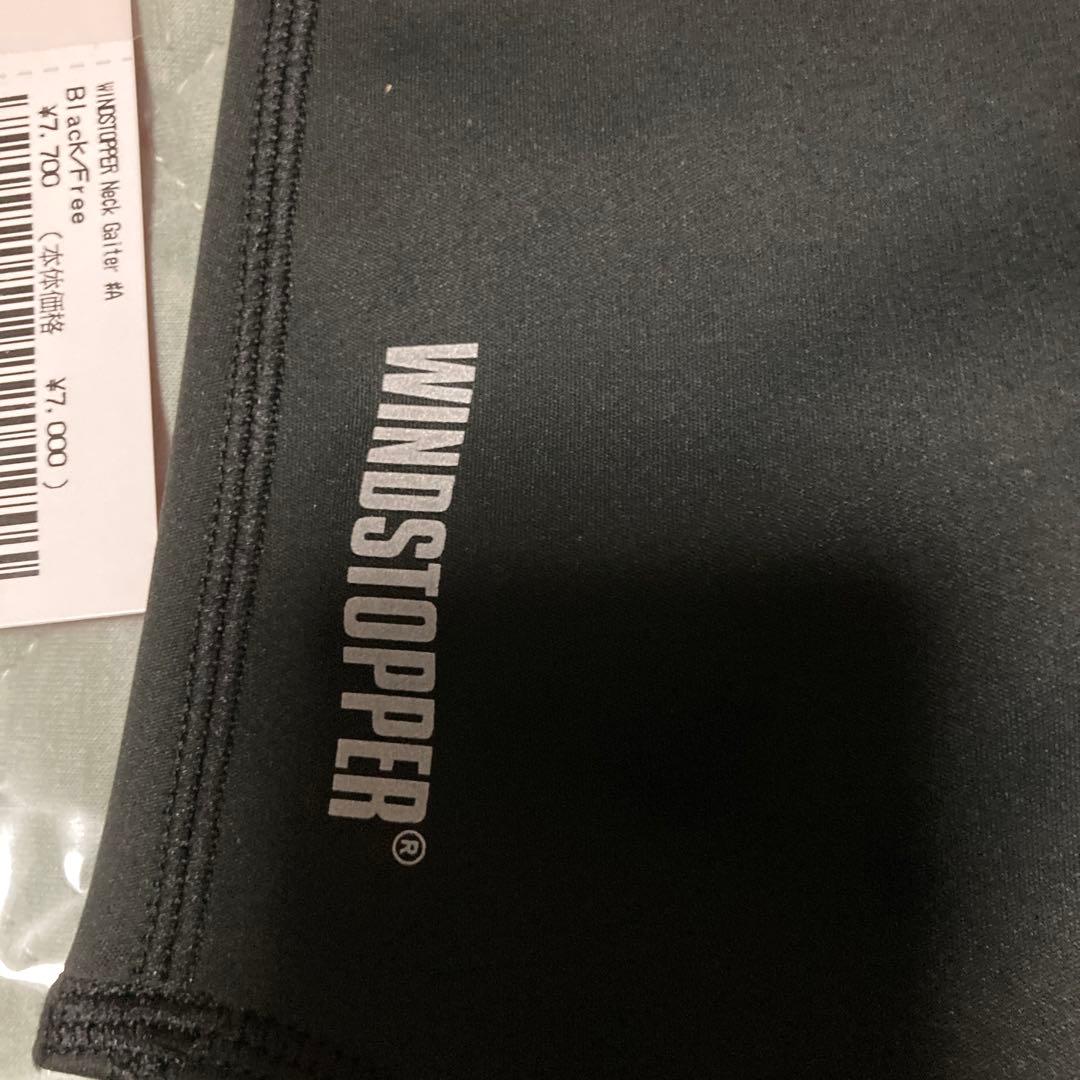 WINDSTOPPER Neck Gaiter #A
Black/Free
¥7,700 (本体価格 ¥7,000)
WINDSTOPPER®